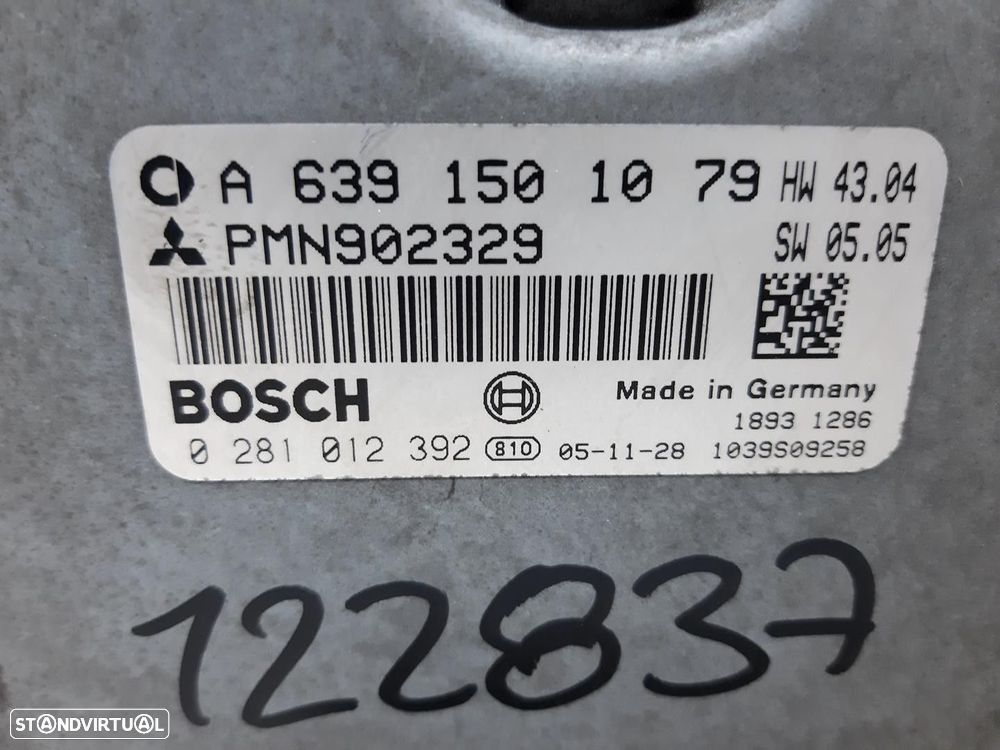 A 639 150 10 79 HW 43.04
PMN902329 SW 05.05
BOSCH Made in Germany
1893 1286
0 281 012 392 810 05-11-28 1039S09258
122837
STANDVIRTUAL